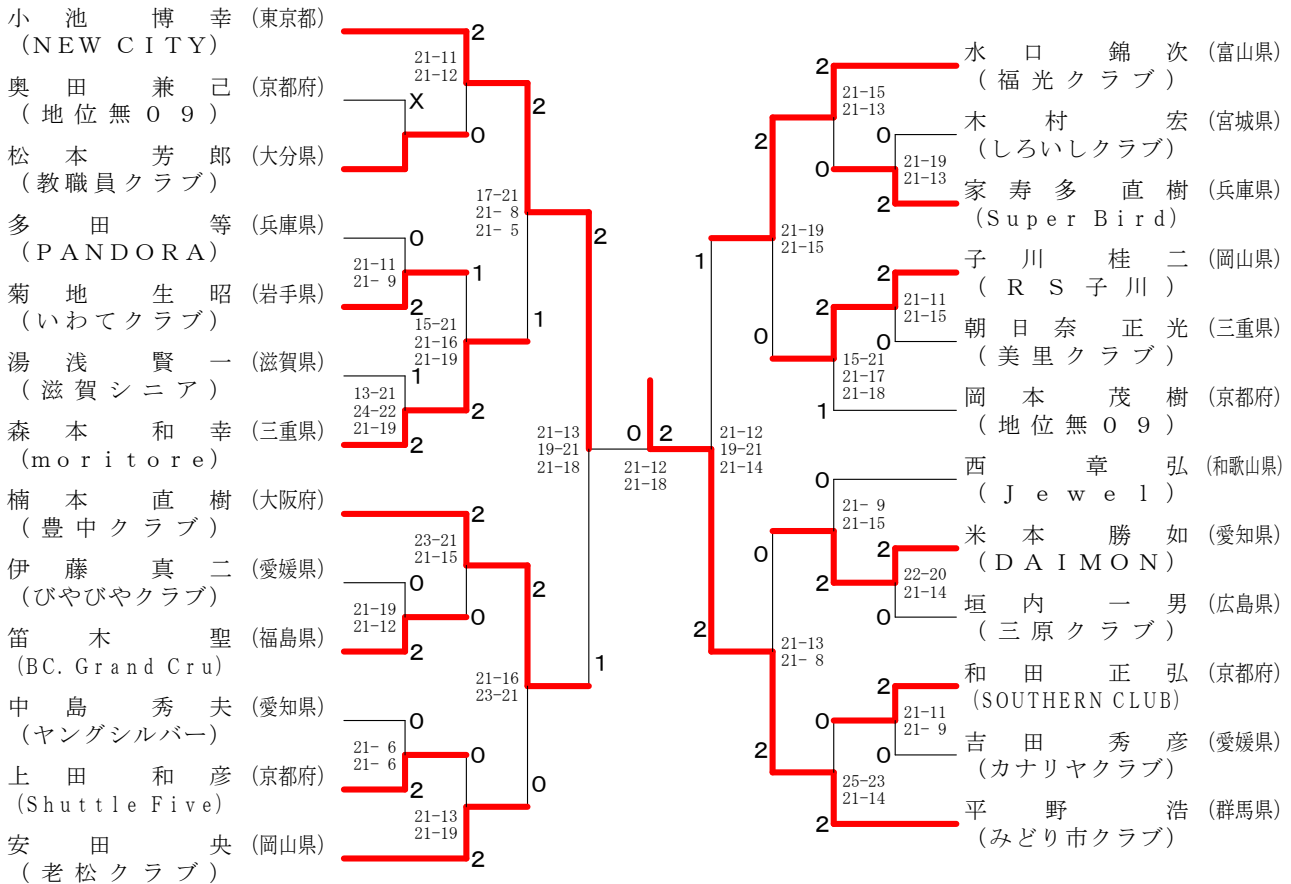 小池 博幸 (東京都)
(NEW CITY)
奥田 兼己 (京都府)
(地位無09)
松本 芳郎 (大分県)
(教職員クラブ)
多田 等 (兵庫県)
(PANDORA)
菊地 生昭 (岩手県)
(いわてクラブ)
湯浅 賢一 (滋賀県)
(滋賀シニア)
森本 和幸 (三重県)
(moritore)
楠本 直樹 (大阪府)
(豊中クラブ)
伊藤 真二 (愛媛県)
(びやびやクラブ)
笛木 聖 (福島県)
(BC. Grand Cru)
中島 秀夫 (愛知県)
(ヤングシルバー)
上田 和彦 (京都府)
(Shuttle Five)
安田 央 (岡山県)
(老松クラブ)
2
21-11
21-12
X
0
0
21-11
21- 9
2
1
15-21
21-16
21-19
1
13-21
24-22
21-19
2
2
2
17-21
21- 8
21- 5
1
2
23-21
21-15
0
21-19
21-12
2
0
0
21- 6
21- 6
2
0
21-13
21-19
2
2
21-16
23-21
0
2
21-13
19-21
21-18
1
0 2
21-12
21-18
1
21-12
19-21
21-14
2
2
21-19
21-15
0
0
21-13
21- 8
2
2
21-15
21-13
0
0
21-19
21-13
2
2
21-11
21-15
0
2
15-21
21-17
21-18
1
0
21- 9
21-15
2
2
22-20
21-14
0
2
21-11
21- 9
0
0
25-23
21-14
2
水口 錦次 (富山県)
(福光クラブ)
木村 宏 (宮城県)
(しろいしクラブ)
家寿多 直樹 (兵庫県)
(Super Bird)
子川 桂二 (岡山県)
(RS子川)
朝日奈 正光 (三重県)
(美里クラブ)
岡本 茂樹 (京都府)
(地位無09)
西 章弘 (和歌山県)
(Jewel)
米本 勝如 (愛知県)
(DAIMON)
垣内 一男 (広島県)
(三原クラブ)
和田 正弘 (京都府)
(SOUTHERN CLUB)
吉田 秀彦 (愛媛県)
(カナリヤクラブ)
平野 浩 (群馬県)
(みどり市クラブ)